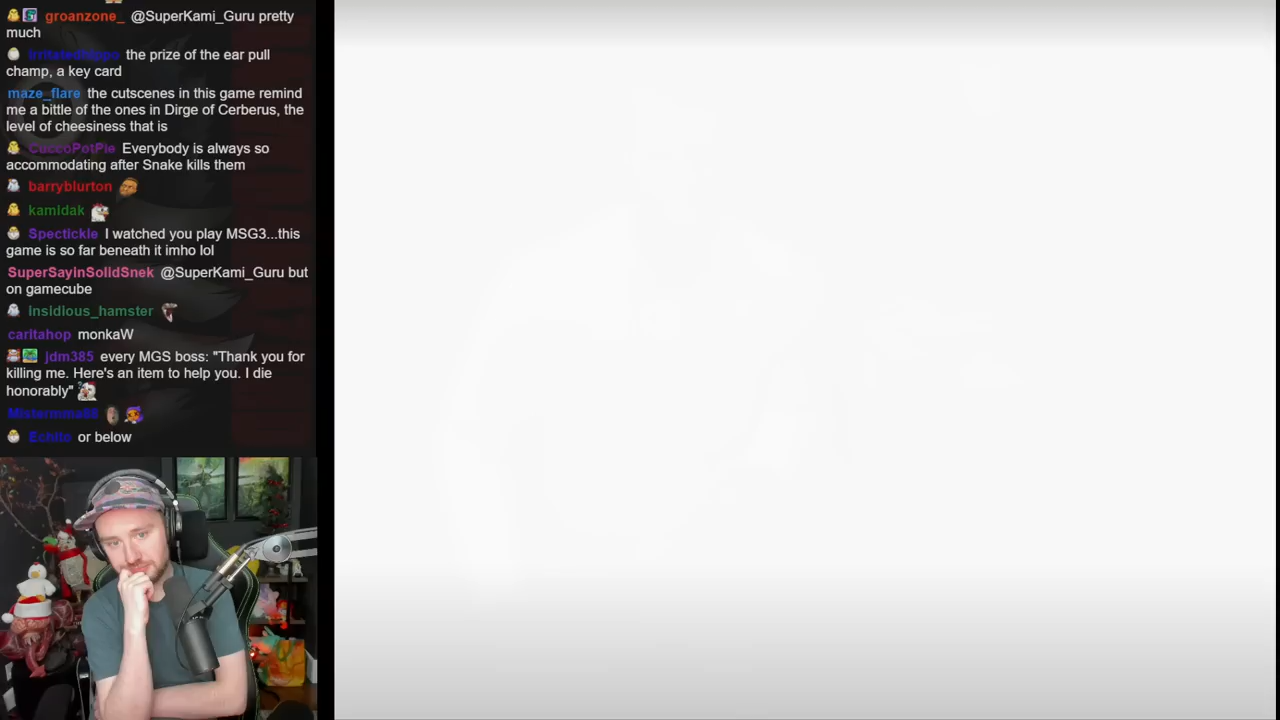 groanzone_ @SuperKami_Guru pretty
much
irritatedhippo the prize of the ear pull
champ, a key card
maze_flare the cutscenes in this game remind
me a bittle of the ones in Dirge of Cerberus, the
level of cheesiness that is
CuccoPotPie Everybody is always so
accommodating after Snake kills them
barryblurton
kamidak
Spectickle I watched you play MSG3...this
game is so far beneath it imho lol
SuperSayinSolidSnek @SuperKami_Guru but
on gamecube
Insidious_hamster
caritahop monkaW
jdm385 every MGS boss: "Thank you for
killing me. Here's an item to help you. I die
honorably"
Mistermma66
Echito or below